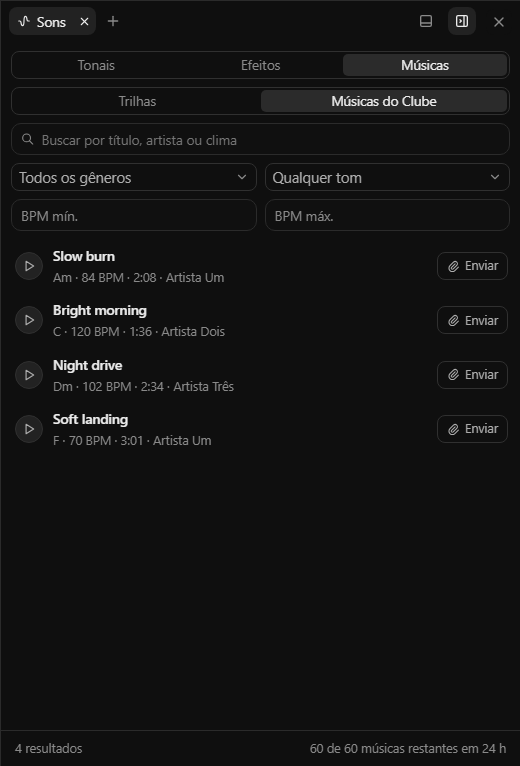 Sons
Tonais Efeitos Músicas
Trilhas Músicas do Clube
Buscar por título, artista ou clima
Todos os gêneros Qualquer tom
BPM mín. BPM máx.
Slow burn
Am · 84 BPM · 2:08 · Artista Um
Enviar
Bright morning
C · 120 BPM · 1:36 · Artista Dois
Enviar
Night drive
Dm · 102 BPM · 2:34 · Artista Três
Enviar
Soft landing
F · 70 BPM · 3:01 · Artista Um
Enviar
4 resultados 60 de 60 músicas restantes em 24 h